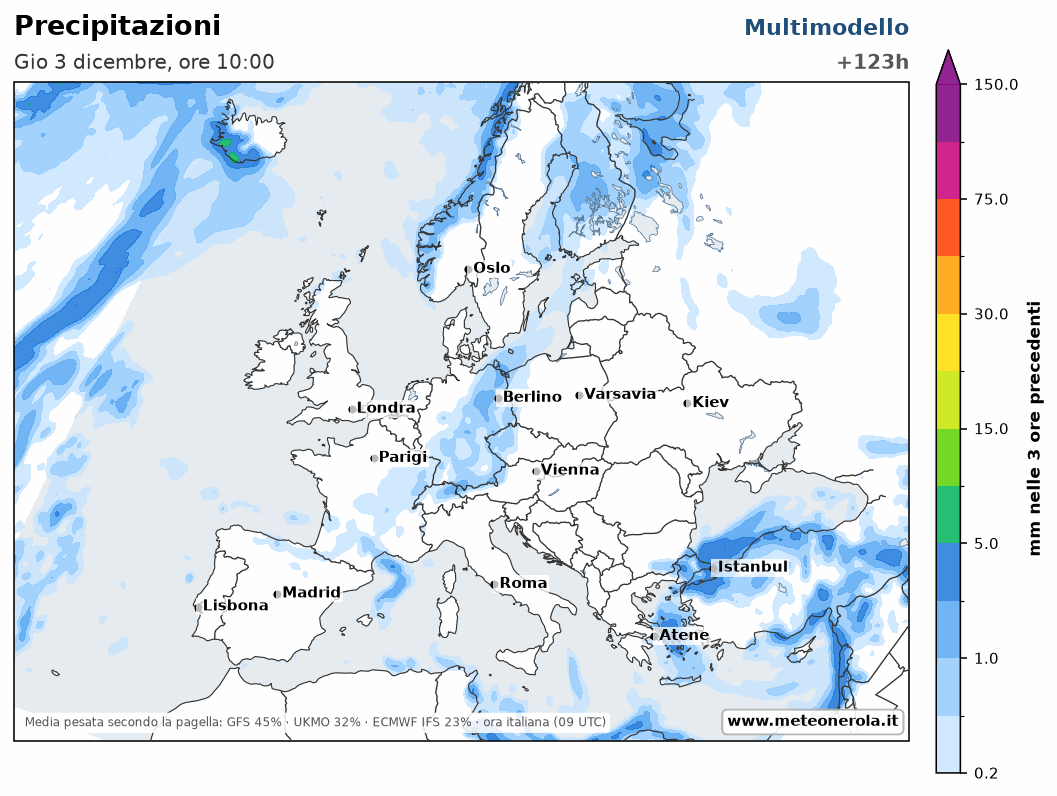 Precipitazioni
Multimodello
Gio 3 dicembre, ore 10:00
+123h
150.0
75.0
30.0
15.0
5.0
1.0
0.2
mm nelle 3 ore precedenti
Oslo
Berlino
Varsavia
Kiev
Londra
Parigi
Vienna
Istanbul
Roma
Madrid
Lisbona
Atene
Media pesata secondo la pagella: GFS 45% · UKMO 32% · ECMWF IFS 23% · ora italiana (09 UTC)
www.meteonerola.it